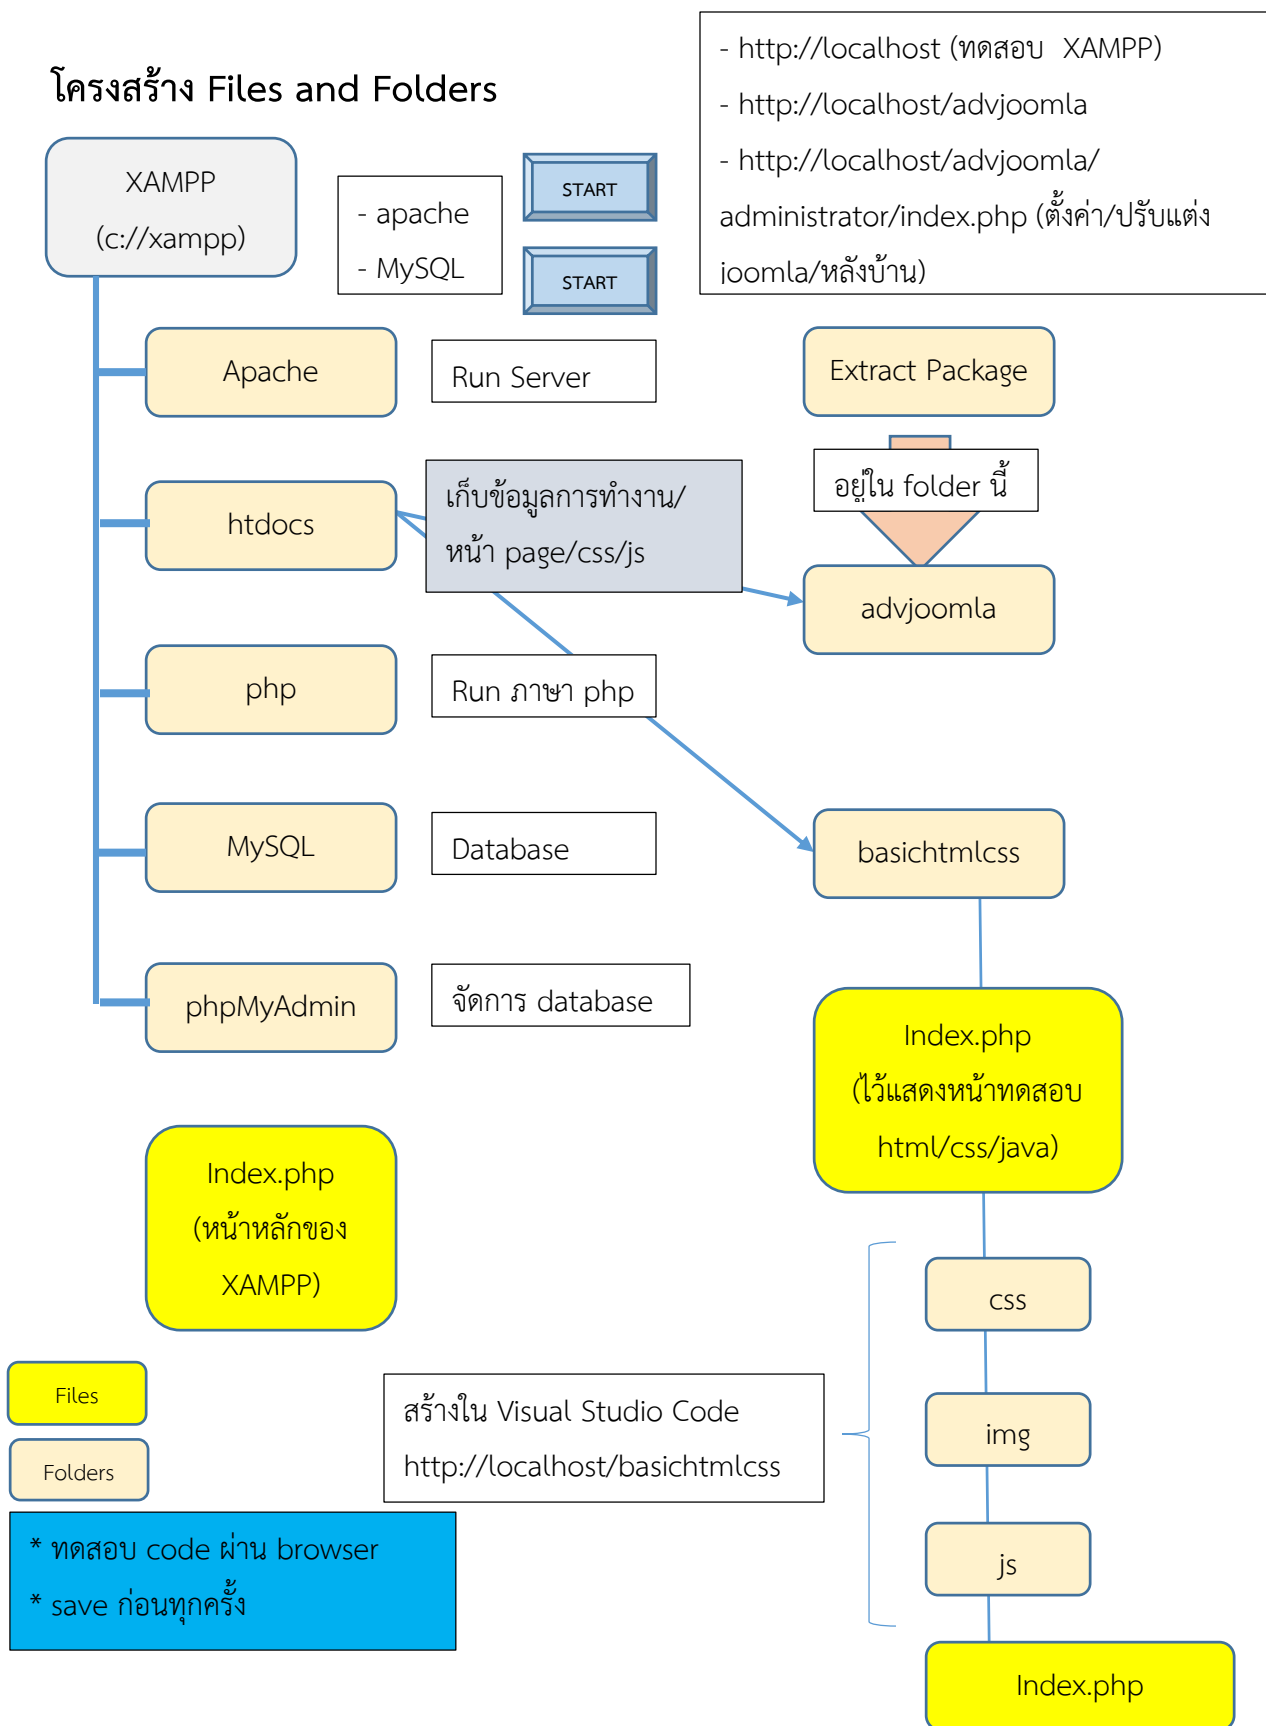 โครงสร้าง Files and Folders
- http://localhost (ทดสอบ XAMPP)
- http://localhost/advjoomla
- http://localhost/advjoomla/
administrator/index.php (ตั้งค่า/ปรับแต่ง
joomla/หลังบ้าน)
XAMPP
(c://xampp)
- apache
- MySQL
START
START
Apache
Run Server
Extract Package
htdocs
เก็บข้อมูลการทำงาน/
หน้า page/css/js
อยู่ใน folder นี้
advjoomla
php
Run ภาษา php
MySQL
Database
basichtmlcss
phpMyAdmin
จัดการ database
Index.php
(ไว้แสดงหน้าทดสอบ
html/css/java)
Index.php
(หน้าหลักของ
XAMPP)
css
Files
สร้างใน Visual Studio Code
http://localhost/basichtmlcss
img
Folders
* ทดสอบ code ผ่าน browser
* save ก่อนทุกครั้ง
js
Index.php